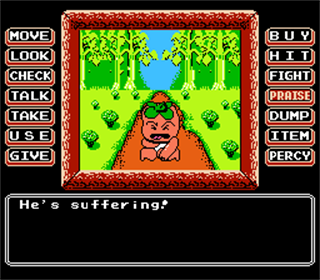 MOVE
LOOK
CHECK
TALK
TAKE
USE
GIVE
BUY
HIT
FIGHT
PRAISE
DUMP
ITEM
PERCY
He's suffering!